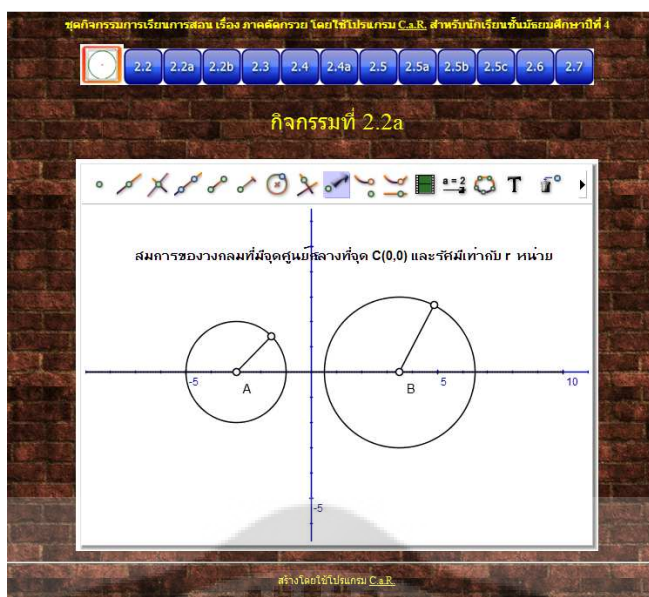 ชุดกิจกรรมการเรียนการสอน เรื่อง ภาคตัดกรวย โดยใช้โปรแกรม C.a.R. สำหรับนักเรียนชั้นมัธยมศึกษาปีที่ 4
2.2 2.2a 2.2b 2.3 2.4 2.4a 2.5 2.5a 2.5b 2.5c 2.6 2.7
กิจกรรมที่ 2.2a
a = 2 T
สมการของวงกลมที่มีจุดศูนย์กลางที่จุด C(0,0) และรัศมีเท่ากับ r หน่วย
-5 A B 5 10
-5
สร้างโดยใช้โปรแกรม C.a.R.